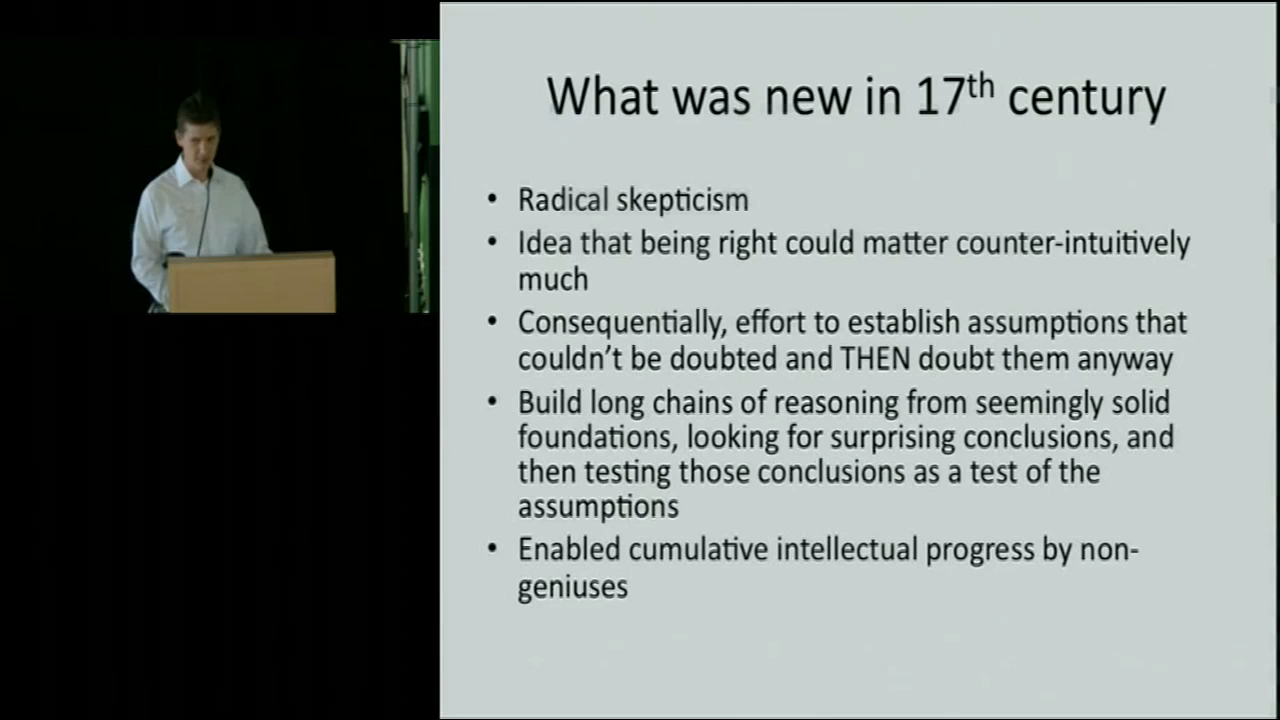 What was new in 17th century
• Radical skepticism
• Idea that being right could matter counter-intuitively
much
• Consequentially, effort to establish assumptions that
couldn't be doubted and THEN doubt them anyway
• Build long chains of reasoning from seemingly solid
foundations, looking for surprising conclusions, and
then testing those conclusions as a test of the
assumptions
• Enabled cumulative intellectual progress by non-
geniuses